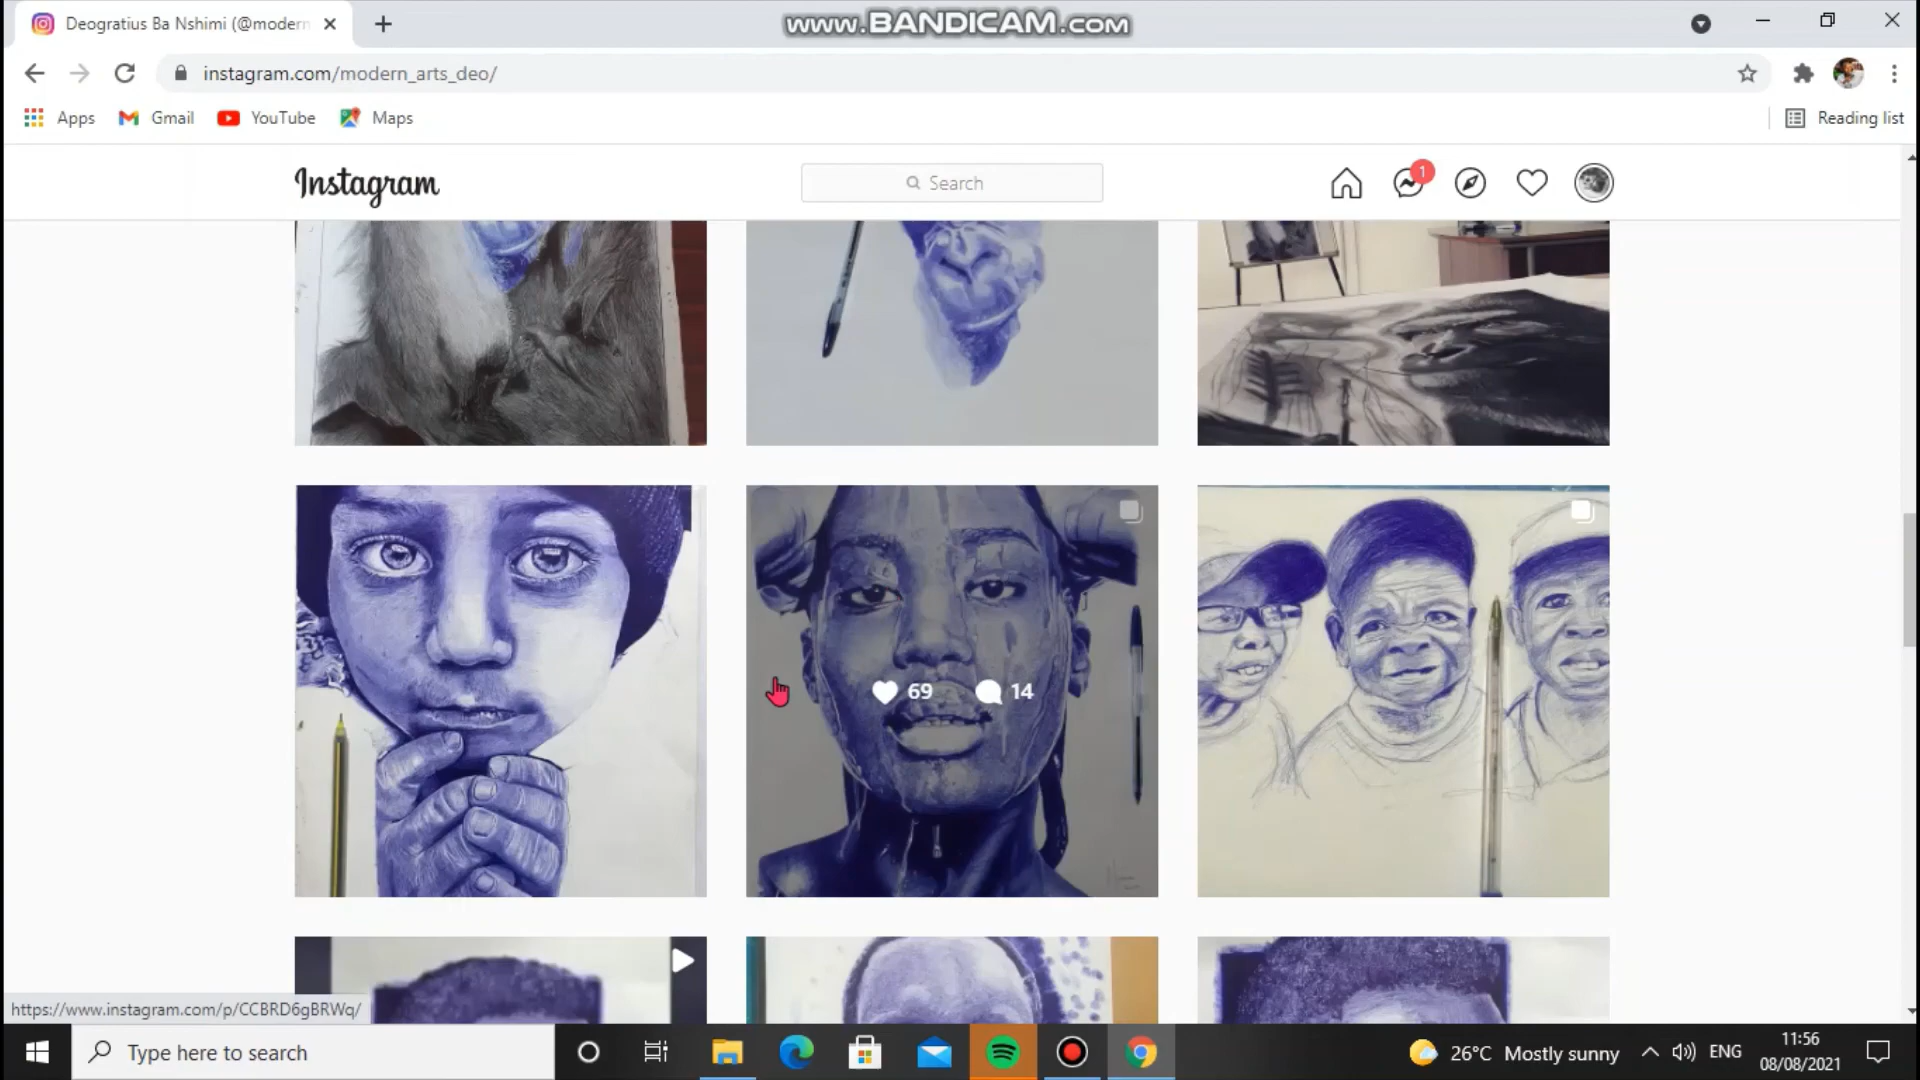 Deogratius Ba Nshimi (@modern
www.BANDICAM.com
instagram.com/modern_arts_deo/
Apps
Gmail
YouTube
Maps
Reading list
Instagram
Search
1
69
14
https://www.instagram.com/p/CCBRD6gBRWq/
Type here to search
26°C Mostly sunny
ENG
11:56
08/08/2021